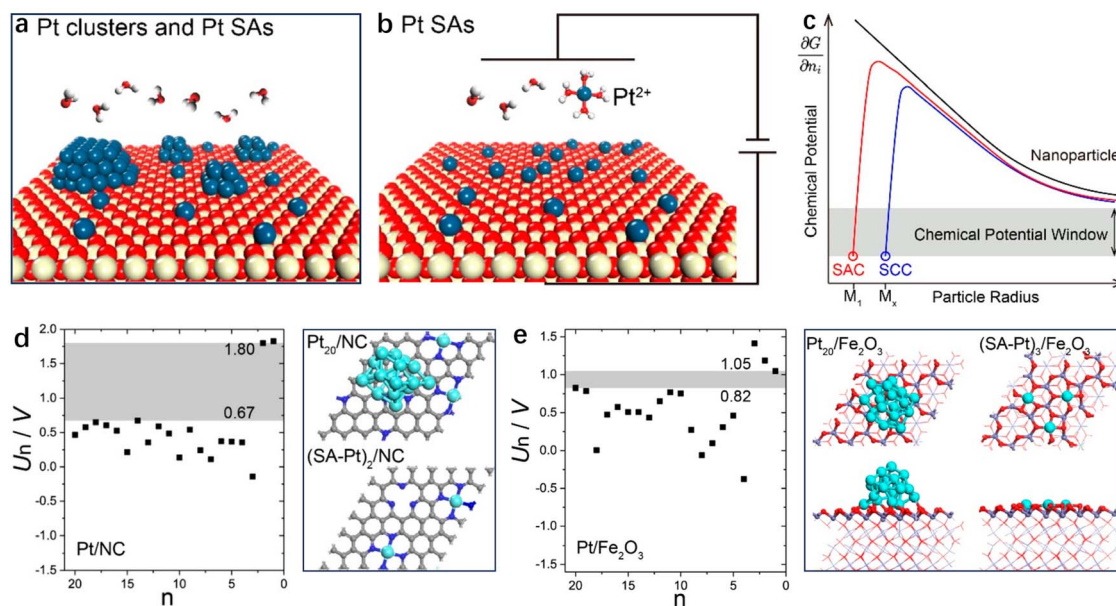 a Pt clusters and Pt SAs
b Pt SAs
Pt²⁺
c
∂G
∂nᵢ
Chemical Potential
Nanoparticle
Chemical Potential Window
SAC
SCC
M₁
Mₓ
Particle Radius
d
Un / V
2.0
1.5
1.0
0.5
0.0
-0.5
-1.0
-1.5
1.80
0.67
Pt/NC
20 15 10 5 0
n
Pt₂₀/NC
(SA-Pt)₂/NC
e
Un / V
1.5
1.0
0.5
0.0
-0.5
-1.0
-1.5
1.05
0.82
Pt/Fe₂O₃
20 15 10 5 0
n
Pt₂₀/Fe₂O₃
(SA-Pt)₃/Fe₂O₃